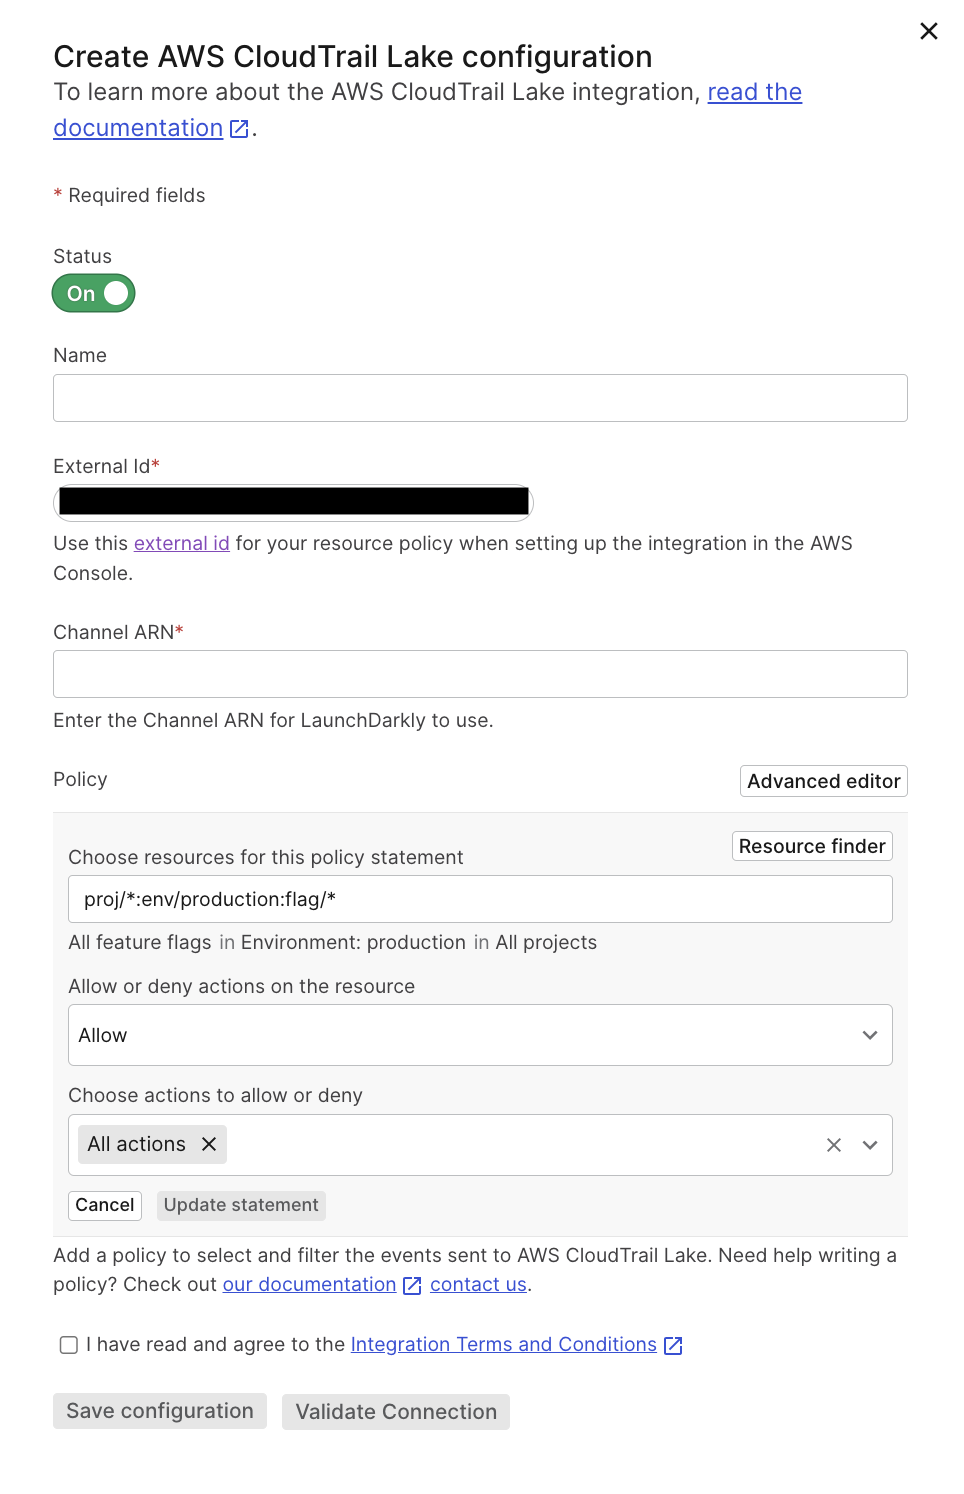 Create AWS CloudTrail Lake configuration
To learn more about the AWS CloudTrail Lake integration, read the
documentation.
* Required fields
Status
On
Name
External Id*
Use this external id for your resource policy when setting up the integration in the AWS
Console.
Channel ARN*
Enter the Channel ARN for LaunchDarkly to use.
Policy
Advanced editor
Resource finder
Choose resources for this policy statement
proj/*:env/production:flag/*
All feature flags in Environment: production in All projects
Allow or deny actions on the resource
Allow
Choose actions to allow or deny
All actions
Cancel Update statement
Add a policy to select and filter the events sent to AWS CloudTrail Lake. Need help writing a
policy? Check out our documentation contact us.
I have read and agree to the Integration Terms and Conditions
Save configuration Validate Connection